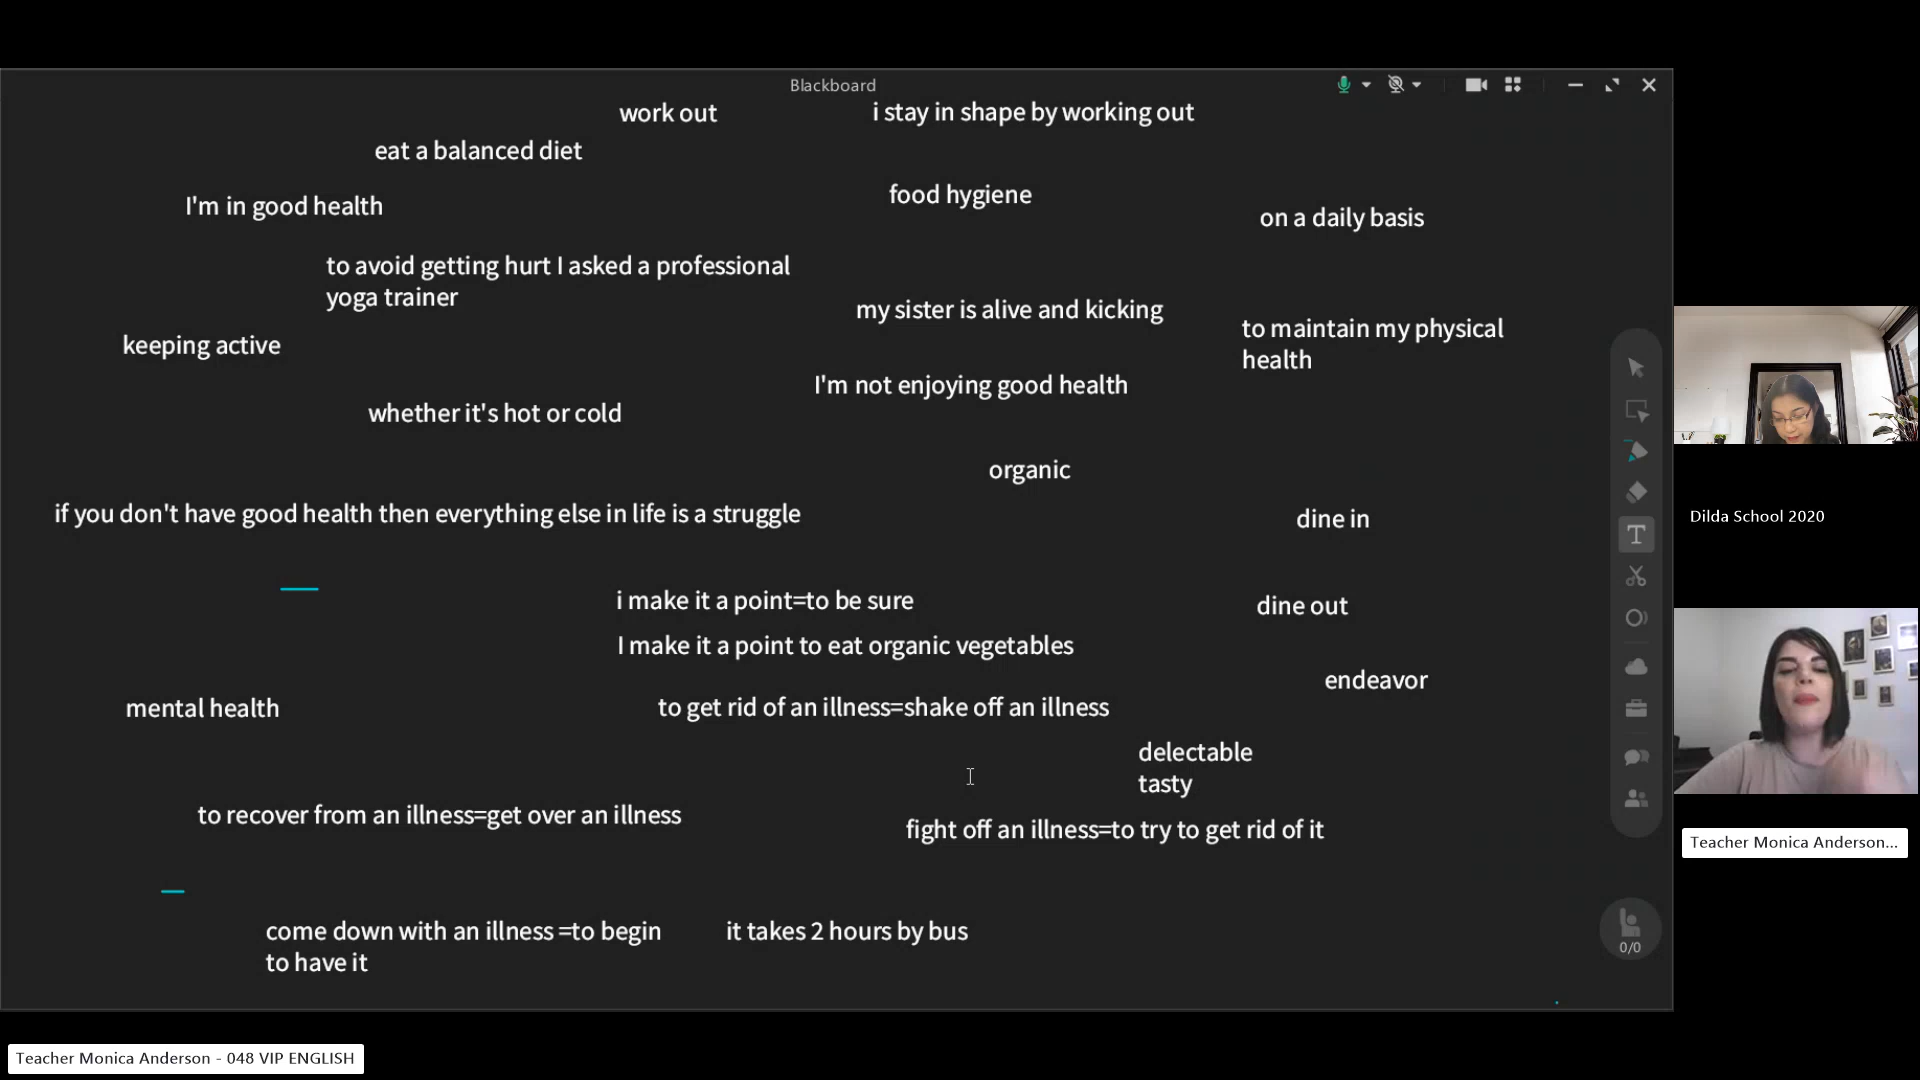 Blackboard
work out
i stay in shape by working out
eat a balanced diet
food hygiene
I'm in good health
on a daily basis
to avoid getting hurt I asked a professional
yoga trainer
my sister is alive and kicking
to maintain my physical
health
keeping active
I'm not enjoying good health
whether it's hot or cold
organic
if you don't have good health then everything else in life is a struggle
dine in
Dilda School 2020
i make it a point=to be sure
dine out
I make it a point to eat organic vegetables
endeavor
mental health
to get rid of an illness=shake off an illness
delectable
tasty
to recover from an illness=get over an illness
fight off an illness=to try to get rid of it
Teacher Monica Anderson...
come down with an illness =to begin
to have it
it takes 2 hours by bus
0/0
Teacher Monica Anderson - 048 VIP ENGLISH